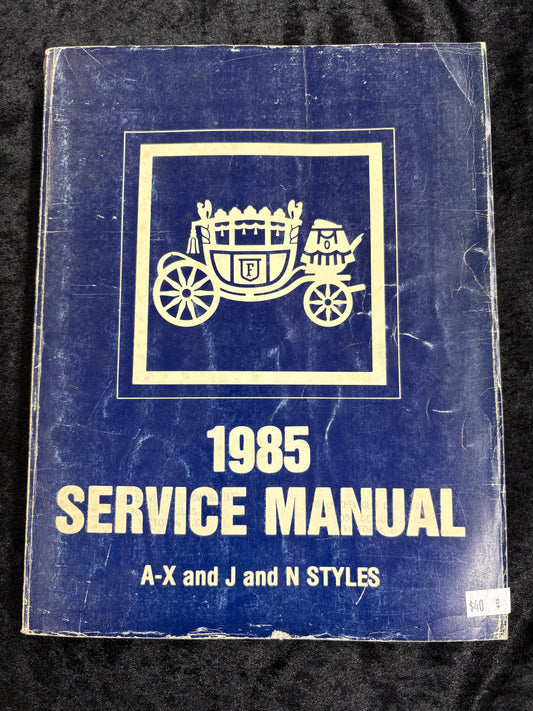 F
1985
SERVICE MANUAL
A-X and J and N STYLES
$40